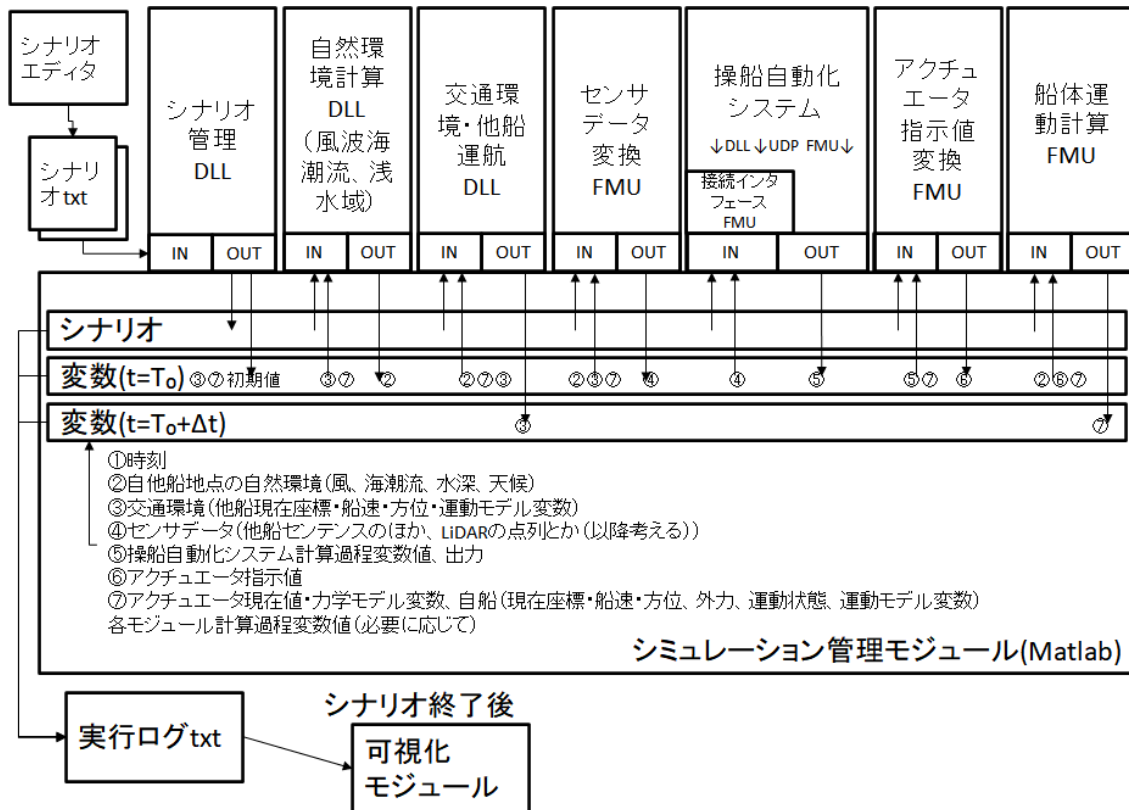 シナリオ
エディタ
シナリ
オtxt
シナリオ
管理
DLL
IN
OUT
自然環
境計算
DLL
(風波海
潮流、浅
水域)
IN
OUT
交通環
境・他船
運航
DLL
IN
OUT
センサ
データ
変換
FMU
IN
OUT
操船自動化
システム
↓DLL ↓UDP FMU↓
接続インタ
フェース
FMU
IN
OUT
アクチュ
エータ
指示値
変換
FMU
IN
OUT
船体運
動計算
FMU
IN
OUT
シナリオ
変数(t=T₀) ③⑦初期値 ③⑦ ② ②⑦③ ②③⑦ ④ ④ ⑤ ⑤⑦ ⑥ ②⑥⑦
変数(t=T₀+Δt) ③ ⑦
①時刻
②自他船地点の自然環境(風、海潮流、水深、天候)
③交通環境(他船現在座標・船速・方位・運動モデル変数)
④センサデータ(他船センテンスのほか、LiDARの点列とか(以降考える))
⑤操船自動化システム計算過程変数値、出力
⑥アクチュエータ指示値
⑦アクチュエータ現在値・力学モデル変数、自船(現在座標・船速・方位、外力、運動状態、運動モデル変数)
各モジュール計算過程変数値(必要に応じて)
シミュレーション管理モジュール(Matlab)
実行ログtxt
シナリオ終了後
可視化
モジュール